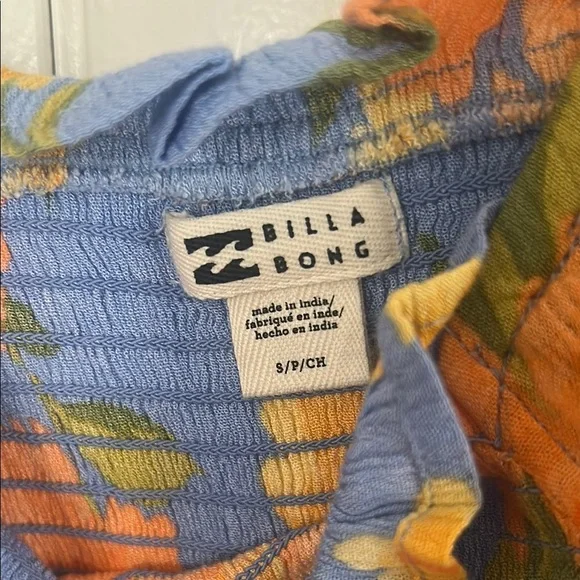 BILLA
BONG
made in india/
fabriqué en inde/
hecho en india
S/P/CH